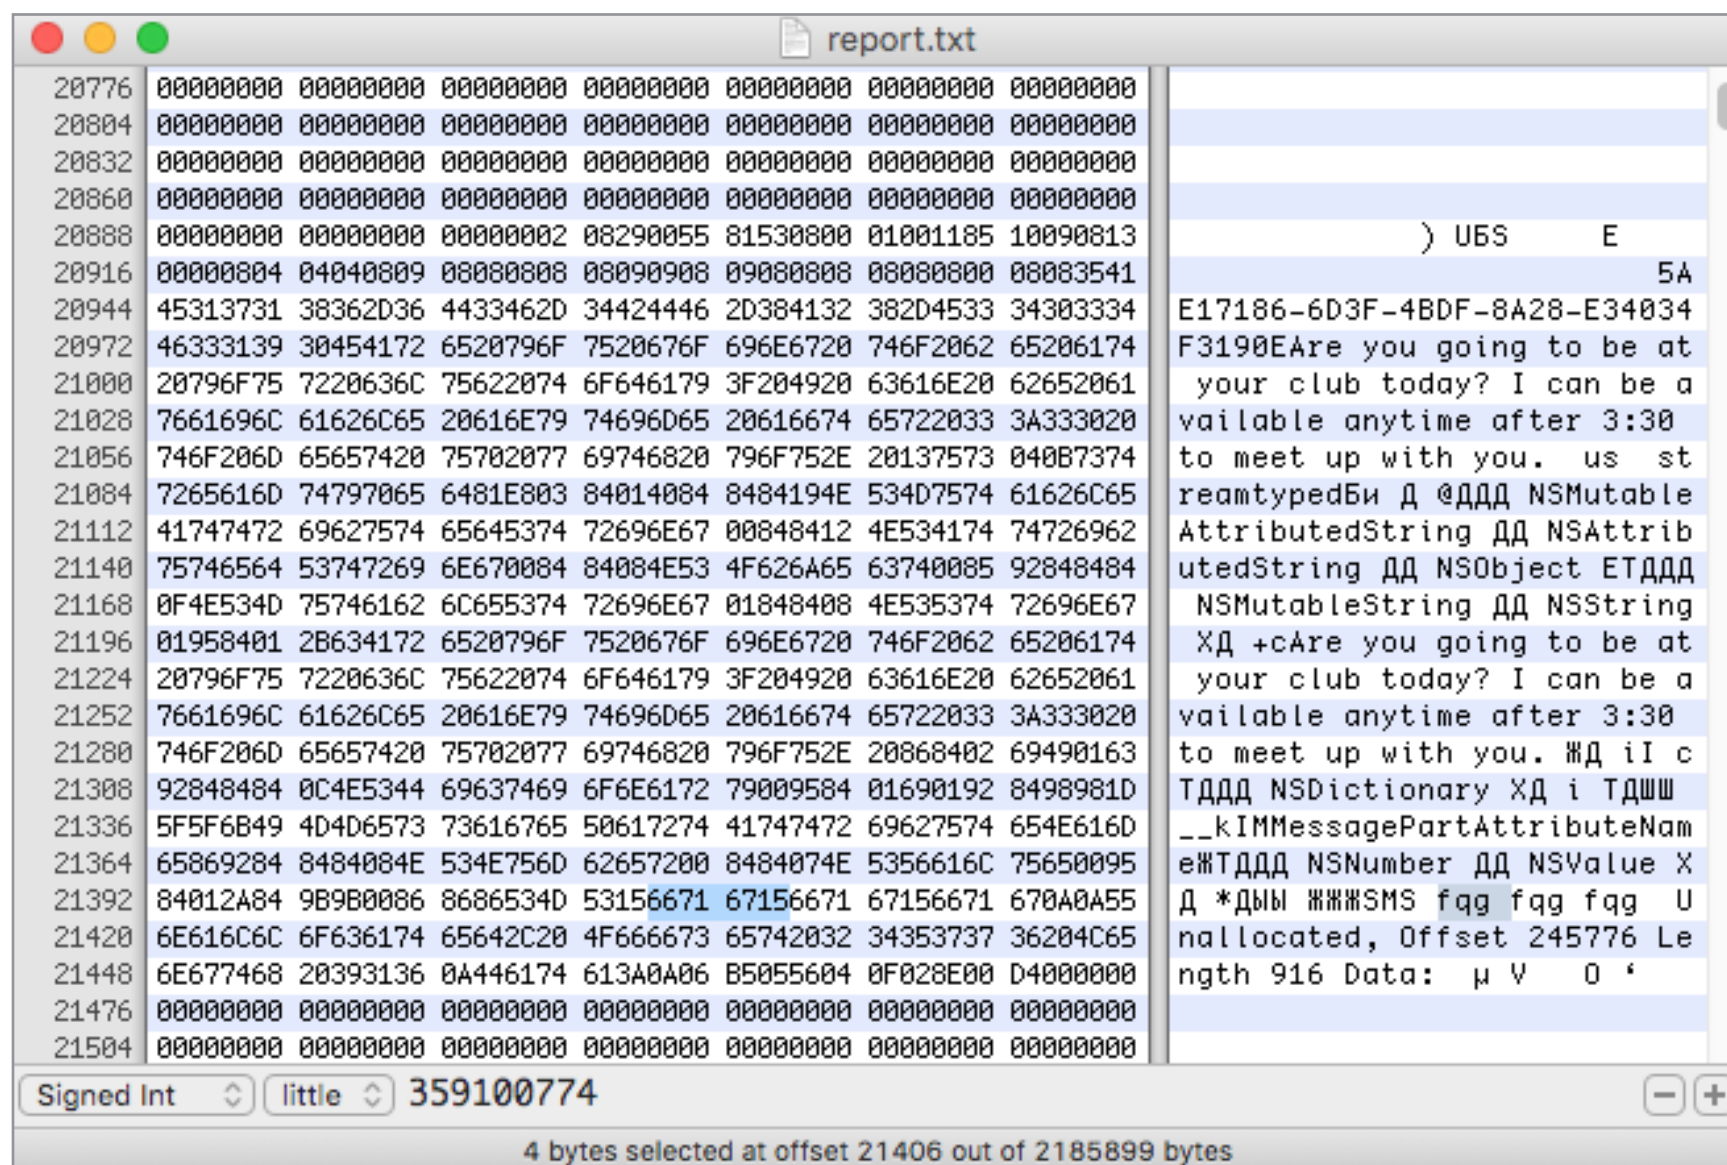 report.txt
20776 00000000 00000000 00000000 00000000 00000000 00000000 00000000
20804 00000000 00000000 00000000 00000000 00000000 00000000 00000000
20832 00000000 00000000 00000000 00000000 00000000 00000000 00000000
20860 00000000 00000000 00000000 00000000 00000000 00000000 00000000
20888 00000000 00000000 00000002 08290055 81530800 01001185 10090813 ) UБS E
20916 00000804 04040809 08080808 08090908 09080808 08080800 08083541 5A
20944 45313731 38362D36 4433462D 34424446 2D384132 382D4533 34303334 E17186-6D3F-4BDF-8A28-E34034
20972 46333139 30454172 6520796F 7520676F 696E6720 746F2062 65206174 F3190EAre you going to be at
21000 20796F75 7220636C 75622074 6F646179 3F204920 63616E20 62652061 your club today? I can be a
21028 7661696C 61626C65 20616E79 74696D65 20616674 65722033 3A333020 vailable anytime after 3:30
21056 746F206D 65657420 75702077 69746820 796F752E 20137573 040B7374 to meet up with you. us st
21084 7265616D 74797065 6481E803 84014084 8484194E 534D7574 61626C65 reamtypedБи Д @ДДД NSMutable
21112 41747472 69627574 65645374 72696E67 00848412 4E534174 74726962 AttributedString ДД NSAttrib
21140 75746564 53747269 6E670084 84084E53 4F626A65 63740085 92848484 utedString ДД NSObject ЕТДДД
21168 0F4E534D 75746162 6C655374 72696E67 01848408 4E535374 72696E67 NSMutableString ДД NSString
21196 01958401 2B634172 6520796F 7520676F 696E6720 746F2062 65206174 ХД +cAre you going to be at
21224 20796F75 7220636C 75622074 6F646179 3F204920 63616E20 62652061 your club today? I can be a
21252 7661696C 61626C65 20616E79 74696D65 20616674 65722033 3A333020 vailable anytime after 3:30
21280 746F206D 65657420 75702077 69746820 796F752E 20868402 69490163 to meet up with you. ЖД iI c
21308 92848484 0C4E5344 69637469 6F6E6172 79009584 01690192 8498981D ТДДД NSDictionary ХД i ТДШШ
21336 5F5F6B49 4D4D6573 73616765 50617274 41747472 69627574 654E616D __kIMMessagePartAttributeNam
21364 65869284 8484084E 534E756D 62657200 8484074E 5356616C 75650095 eЖТДДД NSNumber ДД NSValue Х
21392 84012A84 9B9B0086 8686534D 53156671 67156671 67156671 670A0A55 Д *ДЫЫ ЖЖЖSMS fqg fqg fqg U
21420 6E616C6C 6F636174 65642C20 4F666673 65742032 34353737 36204C65 nallocated, Offset 245776 Le
21448 6E677468 20393136 0A446174 613A0A06 B5055604 0F028E00 D4000000 ngth 916 Data: µ V О ‘
21476 00000000 00000000 00000000 00000000 00000000 00000000 00000000
21504 00000000 00000000 00000000 00000000 00000000 00000000 00000000
Signed Int little 359100774
4 bytes selected at offset 21406 out of 2185899 bytes